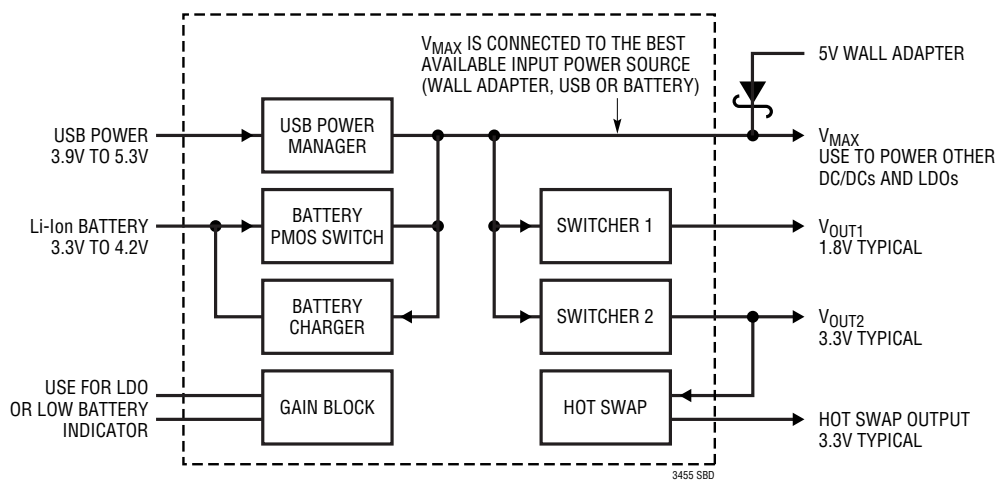 V_MAX IS CONNECTED TO THE BEST
AVAILABLE INPUT POWER SOURCE
(WALL ADAPTER, USB OR BATTERY)
5V WALL ADAPTER
USB POWER
3.9V TO 5.3V
USB POWER
MANAGER
V_MAX
USE TO POWER OTHER
DC/DCs AND LDOs
Li-Ion BATTERY
3.3V TO 4.2V
BATTERY
PMOS SWITCH
SWITCHER 1
V_OUT1
1.8V TYPICAL
BATTERY
CHARGER
SWITCHER 2
V_OUT2
3.3V TYPICAL
USE FOR LDO
OR LOW BATTERY
INDICATOR
GAIN BLOCK
HOT SWAP
HOT SWAP OUTPUT
3.3V TYPICAL
3455 SBD